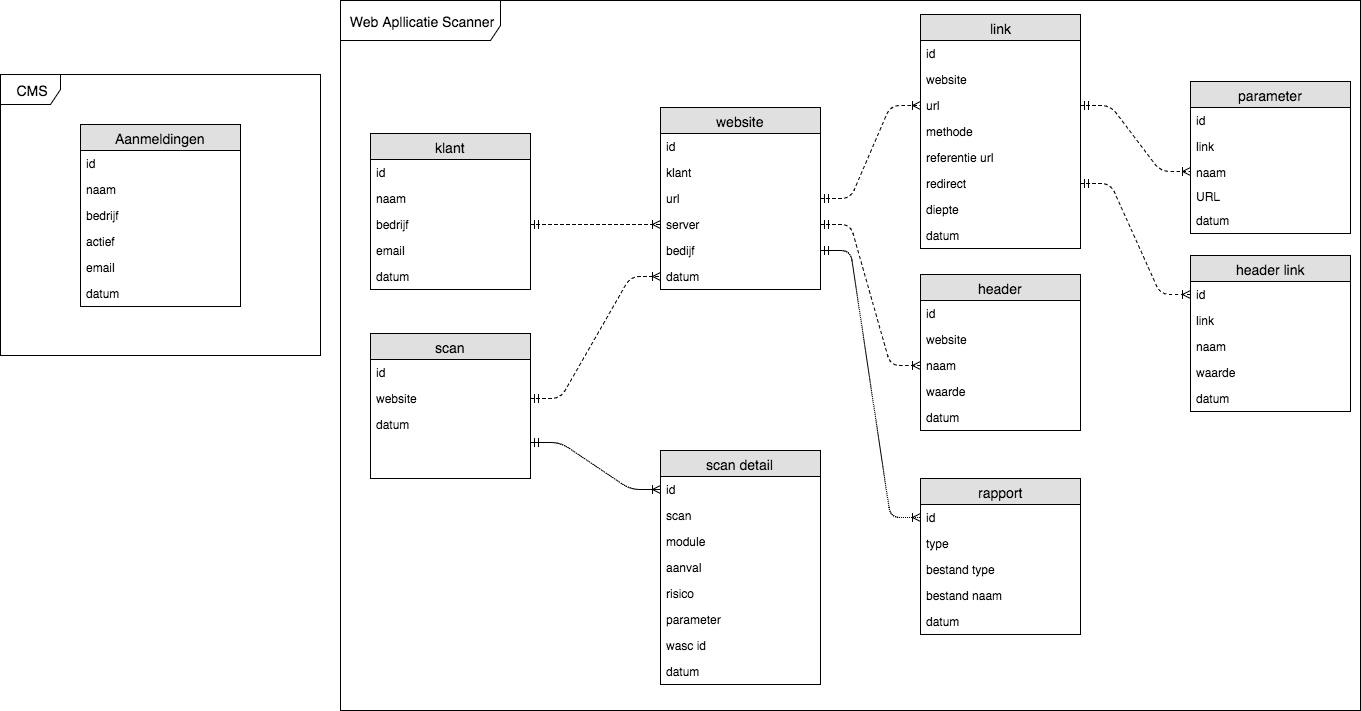 CMS
Aanmeldingen
id
naam
bedrijf
actief
email
datum
Web Apllicatie Scanner
klant
id
naam
bedrijf
email
datum
scan
id
website
datum
website
id
klant
url
server
bedijf
datum
scan detail
id
scan
module
aanval
risico
parameter
wasc id
datum
link
id
website
url
methode
referentie url
redirect
diepte
datum
header
id
website
naam
waarde
datum
rapport
id
type
bestand type
bestand naam
datum
parameter
id
link
naam
URL
datum
header link
id
link
naam
waarde
datum